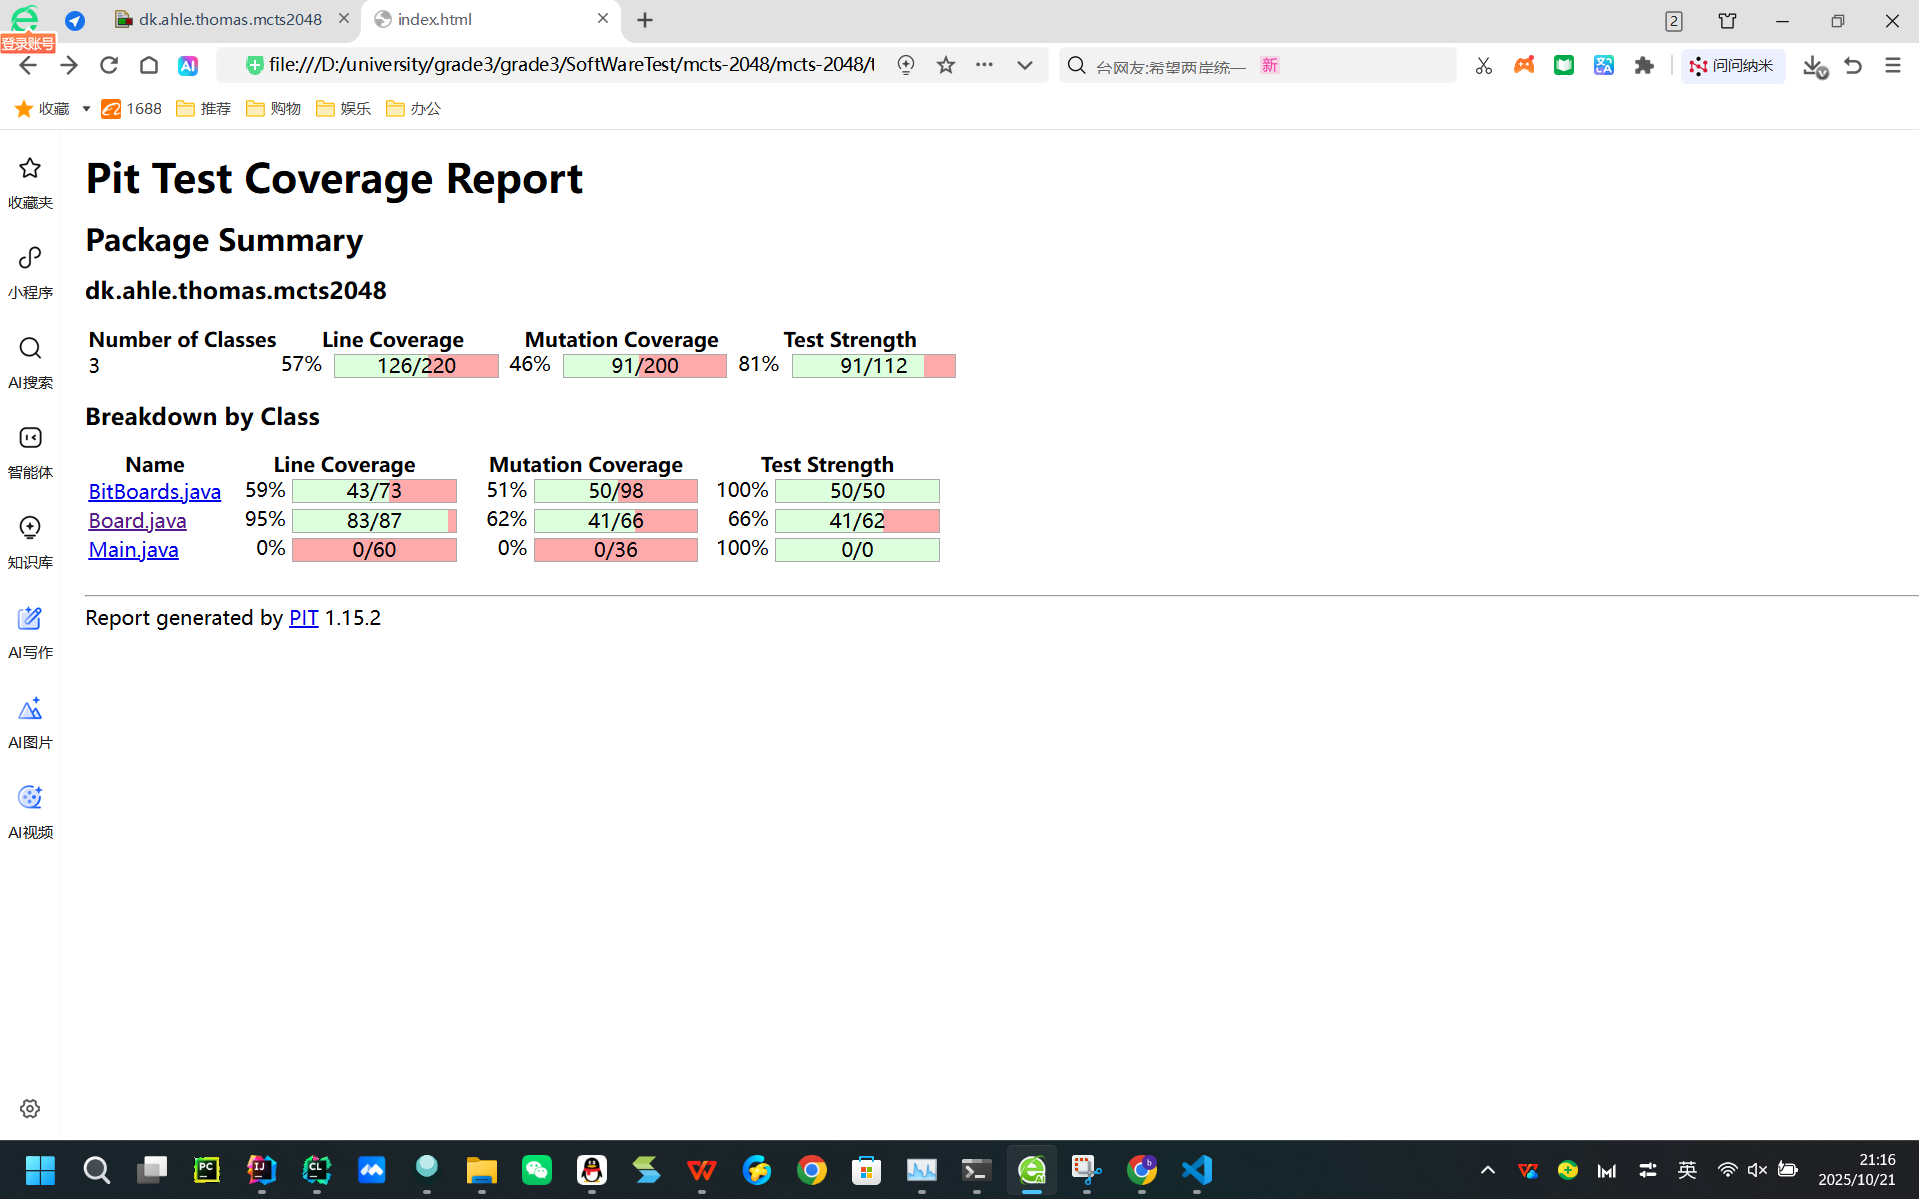 登录账号
dk.ahle.thomas.mcts2048
index.html
2
AI
file:///D:/university/grade3/grade3/SoftWareTest/mcts-2048/mcts-2048/t
台网友:希望两岸统一
新
问问纳米
收藏
1688
推荐
购物
娱乐
办公
收藏夹
小程序
AI搜索
智能体
知识库
AI写作
AI图片
AI视频
Pit Test Coverage Report
Package Summary
dk.ahle.thomas.mcts2048
Number of Classes Line Coverage Mutation Coverage Test Strength
3 57% 126/220 46% 91/200 81% 91/112
Breakdown by Class
Name Line Coverage Mutation Coverage Test Strength
BitBoards.java 59% 43/73 51% 50/98 100% 50/50
Board.java 95% 83/87 62% 41/66 66% 41/62
Main.java 0% 0/60 0% 0/36 100% 0/0
Report generated by PIT 1.15.2
PC
IJ
CL
英
21:16
2025/10/21